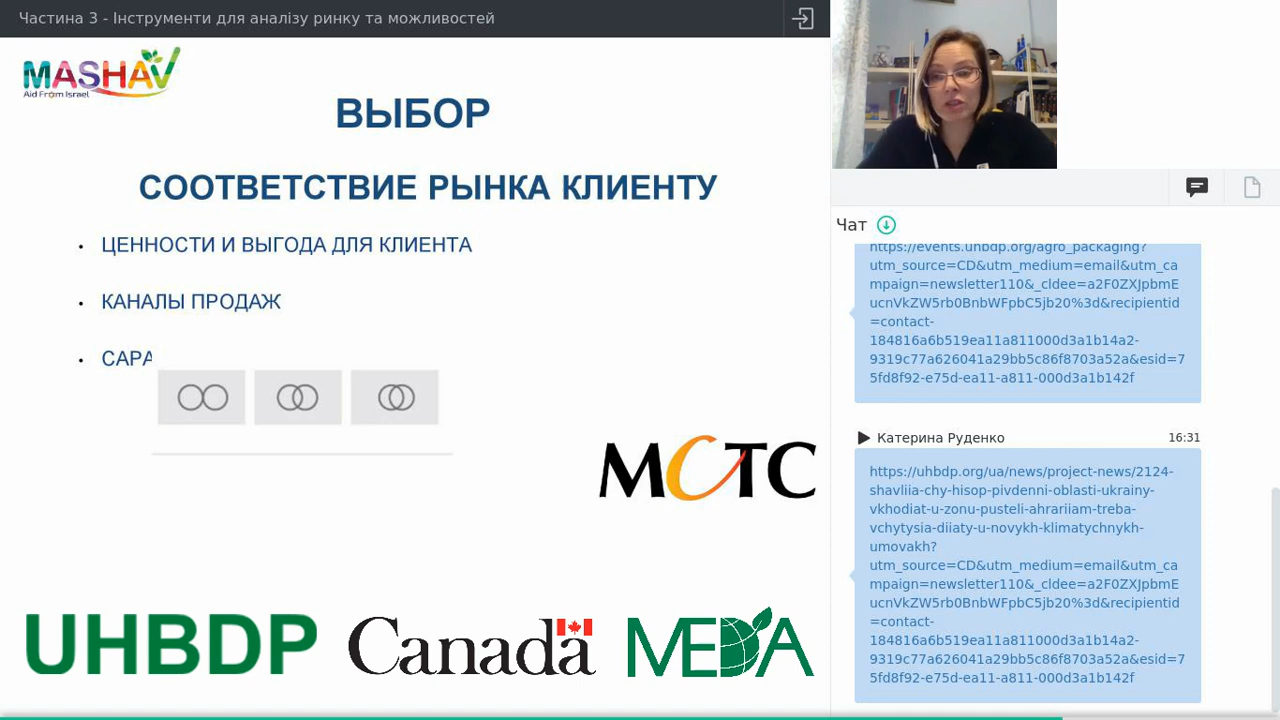 Частина 3 - Інструменти для аналізу ринку та можливостей
MASHAV
Aid From Israel
ВЫБОР
СООТВЕТСТВИЕ РЫНКА КЛИЕНТУ
• ЦЕННОСТИ И ВЫГОДА ДЛЯ КЛИЕНТА
• КАНАЛЫ ПРОДАЖ
• САРА
MCTC
UHBDP
Canada
MEDA
Чат
https://events.uhbdp.org/agro_packaging?
utm_source=CD&utm_medium=email&utm_ca
mpaign=newsletter110&_cldee=a2F0ZXJpbmE
ucnVkZW5rb0BnbWFpbC5jb20%3d&recipientid
=contact-
184816a6b519ea11a811000d3a1b14a2-
9319c77a626041a29bb5c86f8703a52a&esid=7
5fd8f92-e75d-ea11-a811-000d3a1b142f
Катерина Руденко 16:31
https://uhbdp.org/ua/news/project-news/2124-
shavliia-chy-hisop-pivdenni-oblasti-ukrainy-
vkhodiat-u-zonu-pusteli-ahrariiam-treba-
vchytysia-diiaty-u-novykh-klimatychnykh-
umovakh?
utm_source=CD&utm_medium=email&utm_ca
mpaign=newsletter110&_cldee=a2F0ZXJpbmE
ucnVkZW5rb0BnbWFpbC5jb20%3d&recipientid
=contact-
184816a6b519ea11a811000d3a1b14a2-
9319c77a626041a29bb5c86f8703a52a&esid=7
5fd8f92-e75d-ea11-a811-000d3a1b142f